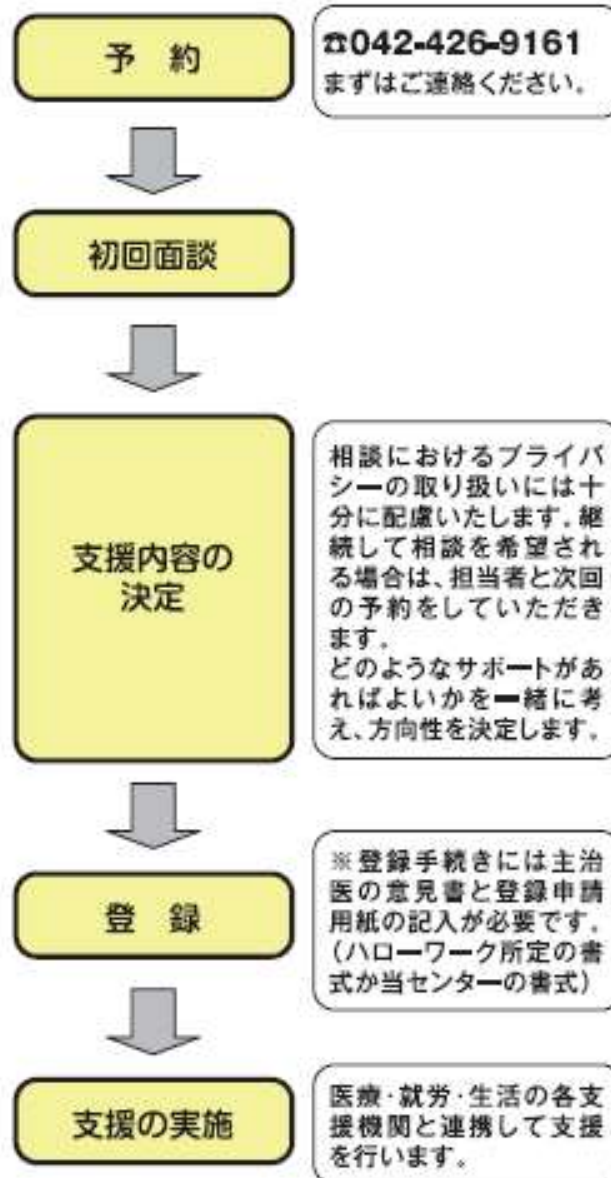 予 約
☎042-426-9161
まずはご連絡ください。
初回面談
支援内容の
決定
相談におけるプライバ
シーの取り扱いには十
分に配慮いたします。継
続して相談を希望され
る場合は、担当者と次回
の予約をしていただき
ます。
どのようなサポートがあ
ればよいかを一緒に考
え、方向性を決定します。
登 録
※登録手続きには主治
医の意見書と登録申請
用紙の記入が必要です。
(ハローワーク所定の書
式か当センターの書式)
支援の実施
医療・就労・生活の各支
援機関と連携して支援
を行います。